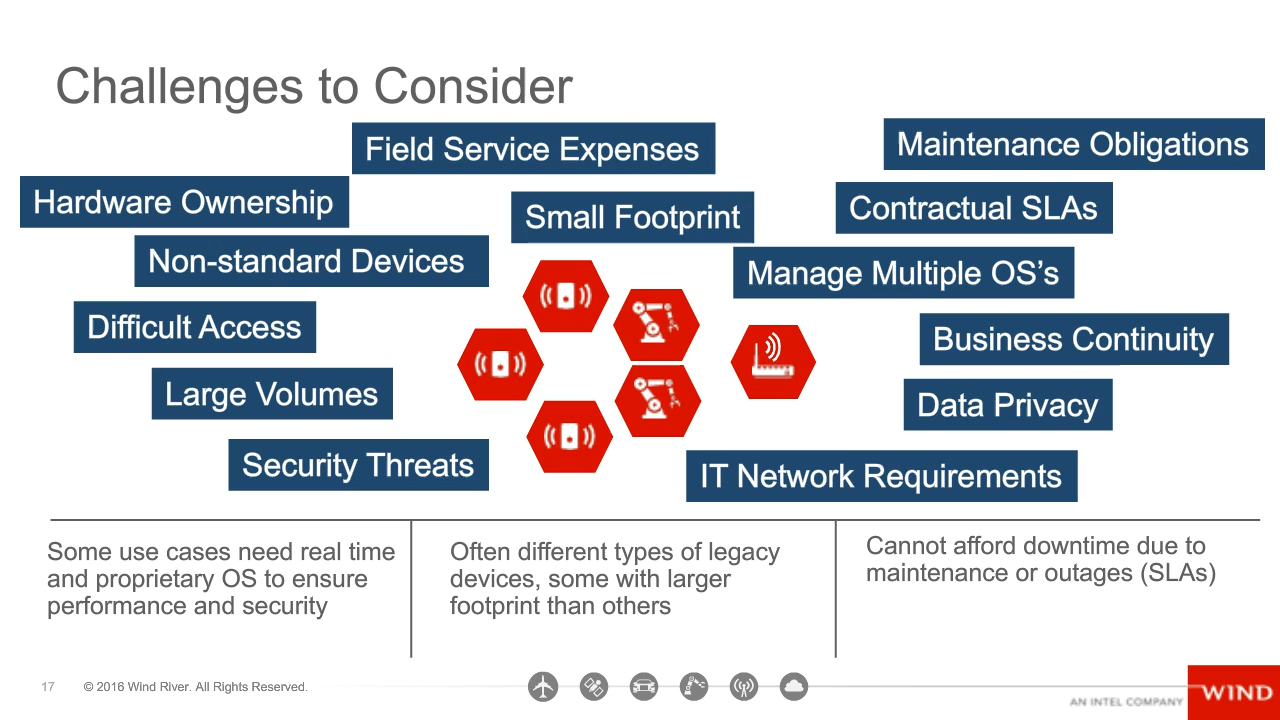 Challenges to Consider
Field Service Expenses
Maintenance Obligations
Hardware Ownership
Small Footprint
Contractual SLAs
Non-standard Devices
Manage Multiple OS’s
Difficult Access
Business Continuity
Large Volumes
Data Privacy
Security Threats
IT Network Requirements
Some use cases need real time
and proprietary OS to ensure
performance and security
Often different types of legacy
devices, some with larger
footprint than others
Cannot afford downtime due to
maintenance or outages (SLAs)
17 © 2016 Wind River. All Rights Reserved.
AN INTEL COMPANY
WIND